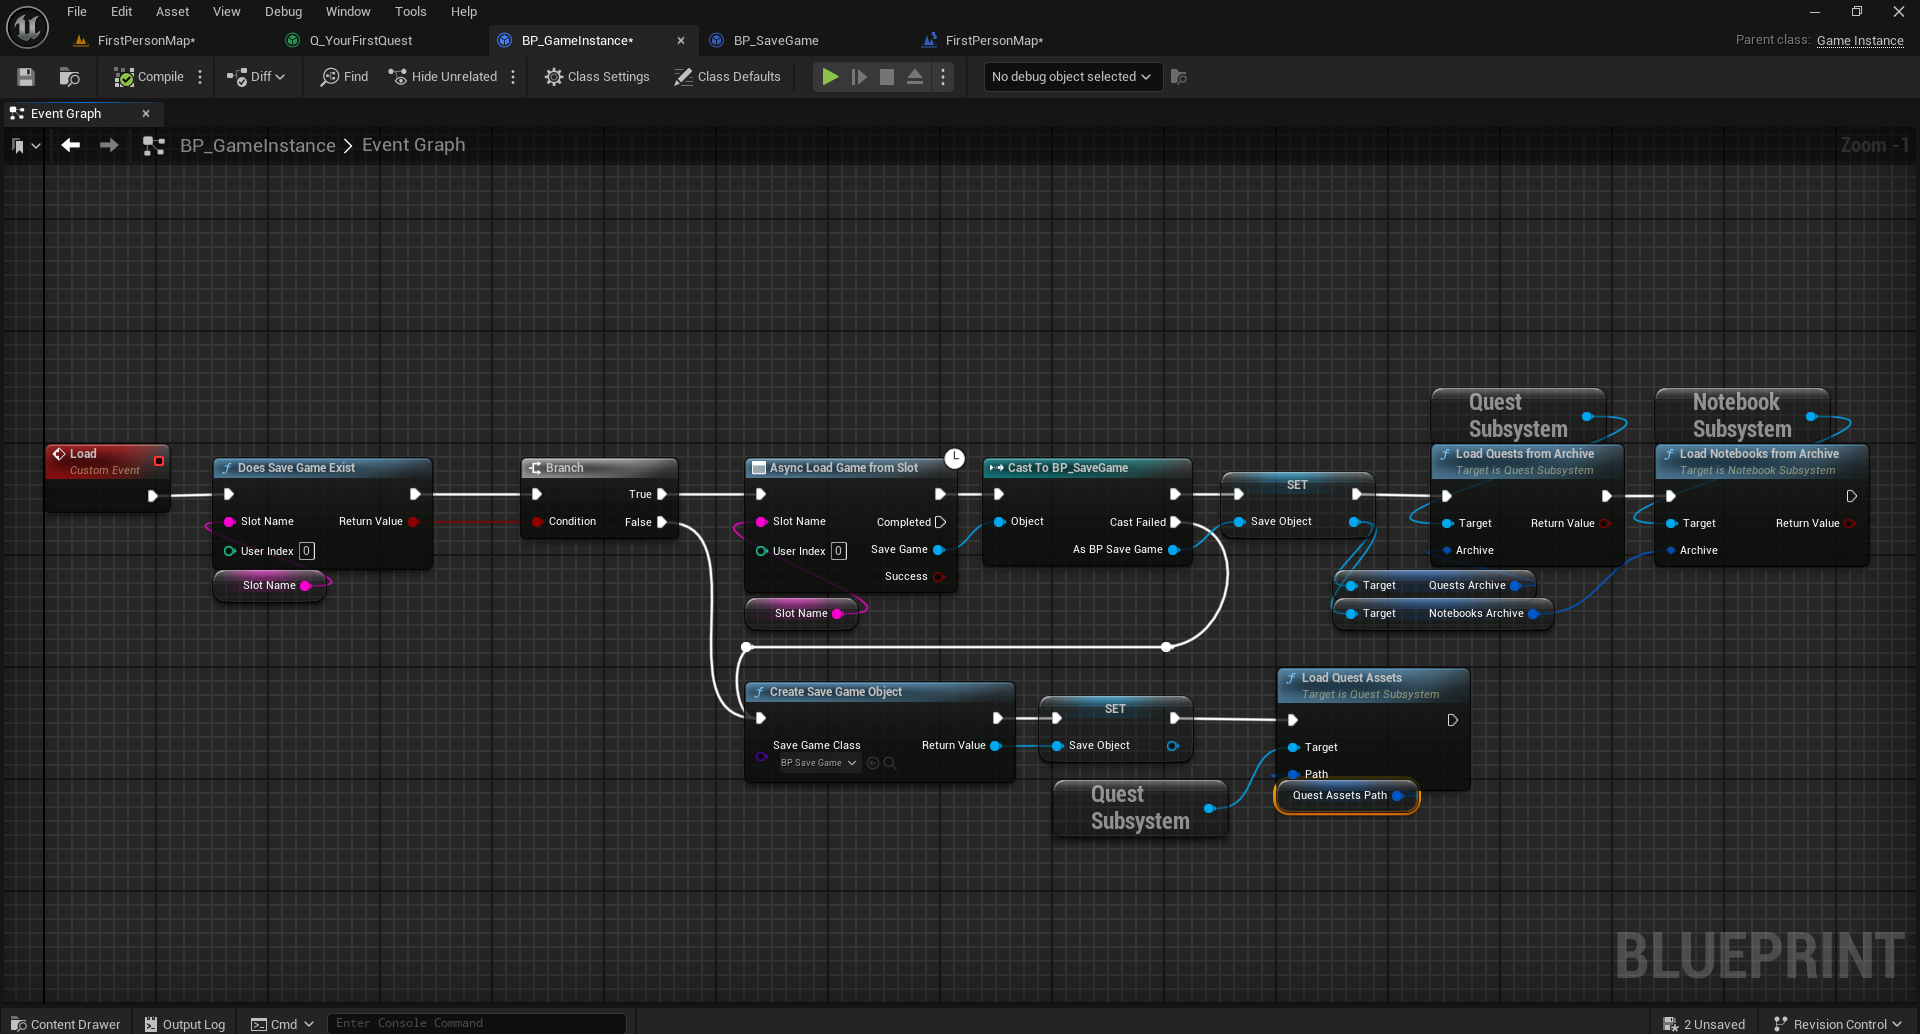 File Edit Asset View Debug Window Tools Help
FirstPersonMap* Q_YourFirstQuest BP_GameInstance* BP_SaveGame FirstPersonMap* Parent class: Game Instance
Compile Diff Find Hide Unrelated Class Settings Class Defaults No debug object selected
Event Graph
BP_GameInstance > Event Graph Zoom -1
Quest
Subsystem
Notebook
Subsystem
Load
Custom Event
Does Save Game Exist
Slot Name Return Value
User Index 0
Slot Name
Branch
True
Condition False
Async Load Game from Slot
Slot Name Completed
User Index 0 Save Game
Success
Slot Name
Cast To BP_SaveGame
Object Cast Failed
As BP Save Game
SET
Save Object
Load Quests from Archive
Target is Quest Subsystem
Target Return Value
Archive
Load Notebooks from Archive
Target is Notebook Subsystem
Target Return Value
Archive
Target Quests Archive
Target Notebooks Archive
Create Save Game Object
Save Game Class Return Value
BP Save Game
SET
Save Object
Load Quest Assets
Target is Quest Subsystem
Target
Path
Quest Assets Path
Quest
Subsystem
BLUEPRINT
Content Drawer Output Log Cmd Enter Console Command 2 Unsaved Revision Control